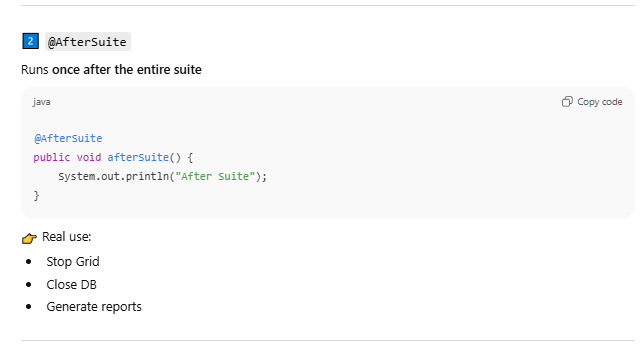 2 @AfterSuite
Runs once after the entire suite
java
Copy code
@AfterSuite
public void afterSuite() {
    System.out.println("After Suite");
}
👉 Real use:
• Stop Grid
• Close DB
• Generate reports